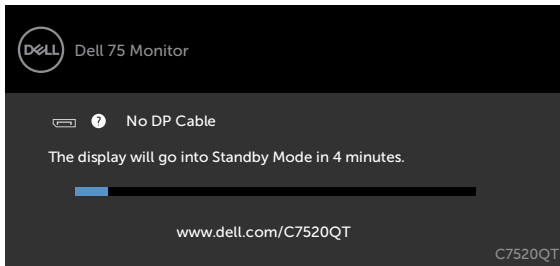 DELL
Dell 75 Monitor
? No DP Cable
The display will go into Standby Mode in 4 minutes.
www.dell.com/C7520QT
C7520QT